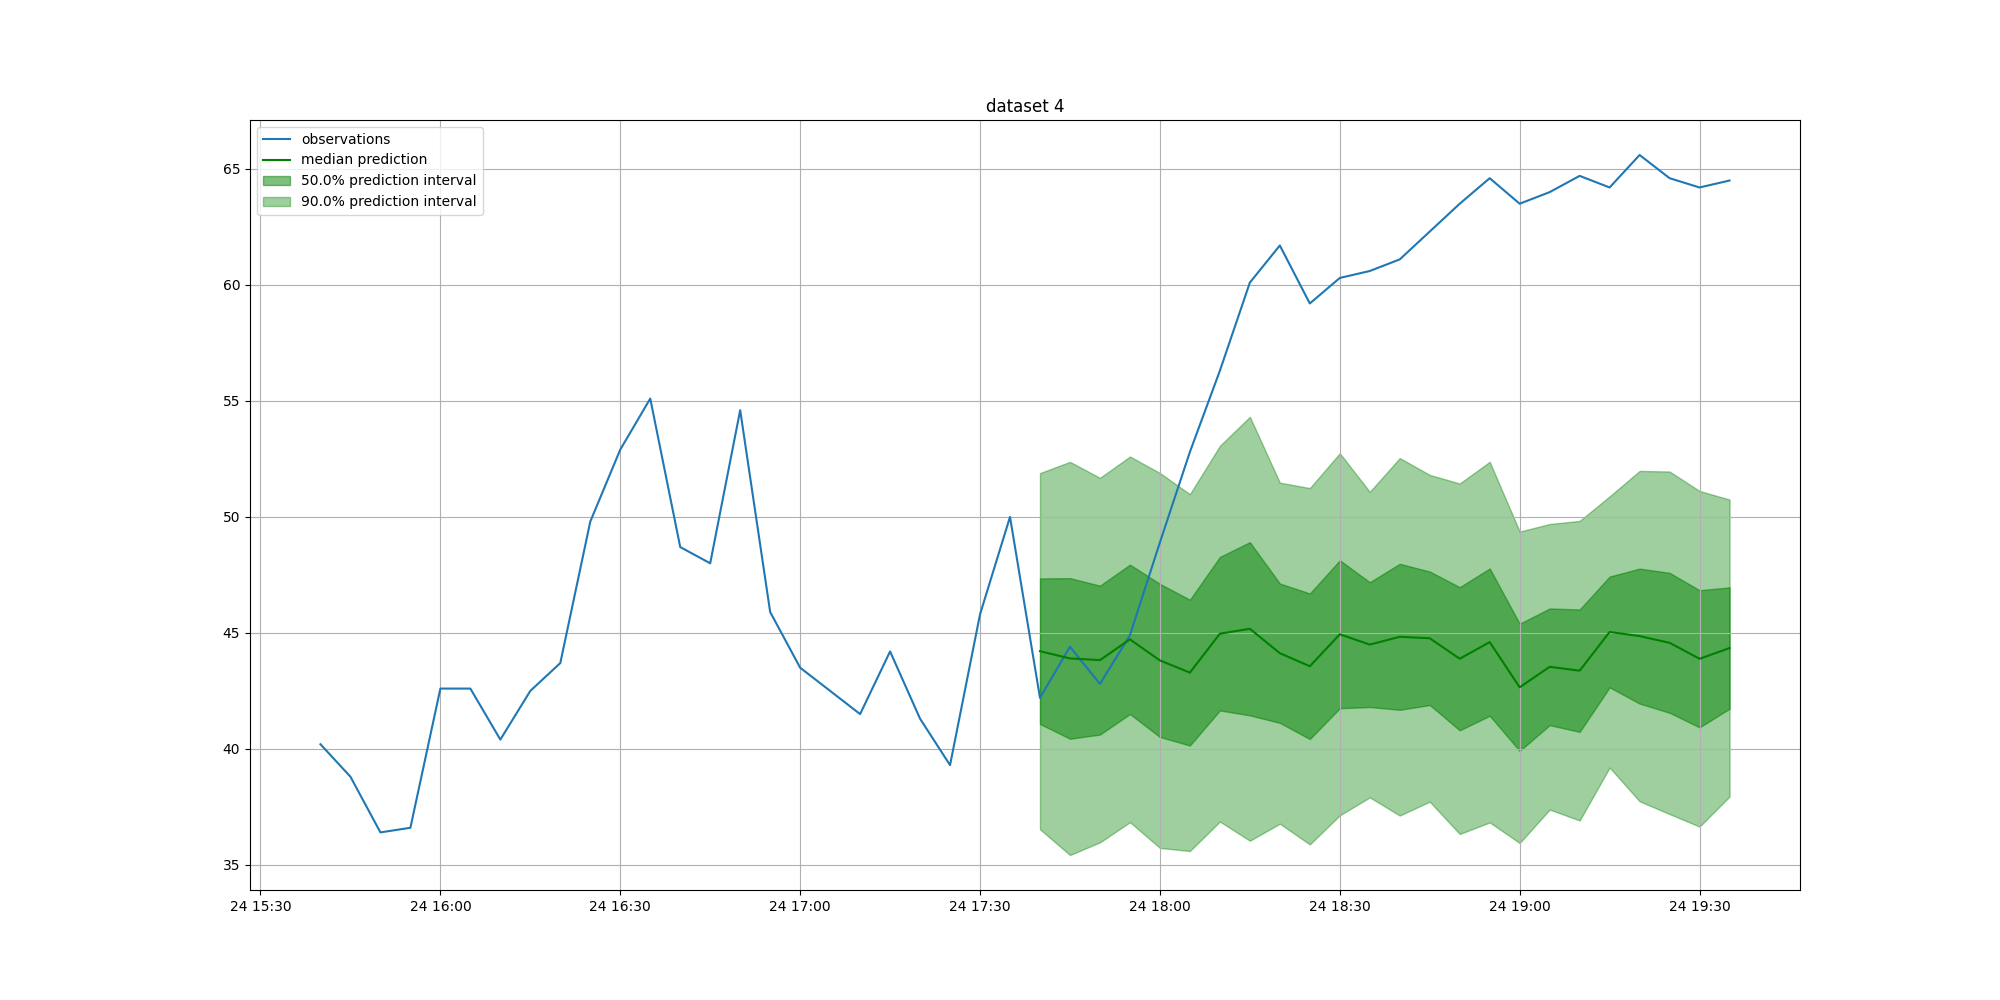 dataset 4
observations
median prediction
50.0% prediction interval
90.0% prediction interval
65
60
55
50
45
40
35
24 15:30 24 16:00 24 16:30 24 17:00 24 17:30 24 18:00 24 18:30 24 19:00 24 19:30